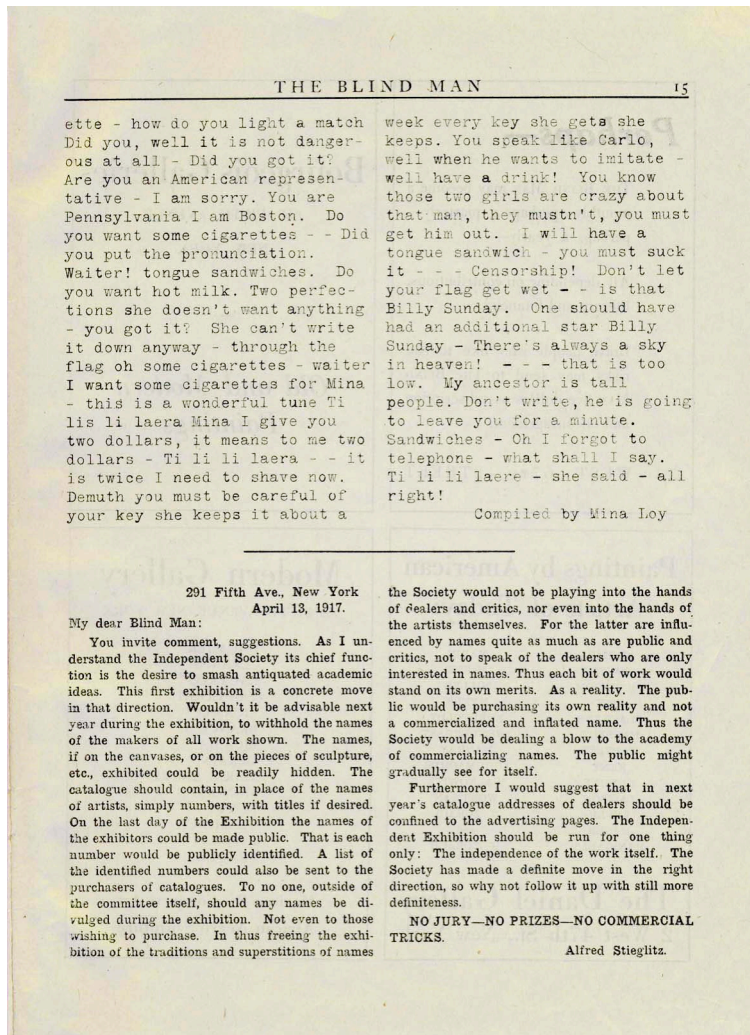 THE BLIND MAN 15
ette - how do you light a match
Did you, well it is not danger-
ous at all - Did you got it?
Are you an American represen-
tative - I am sorry. You are
Pennsylvania I am Boston. Do
you want some cigarettes - - Did
you put the pronunciation.
Waiter! tongue sandwiches. Do
you want hot milk. Two perfec-
tions she doesn't want anything
- you got it? She can't write
it down anyway - through the
flag oh some cigarettes - waiter
I want some cigarettes for Mina
- this is a wonderful tune Ti
lis li laera Mina I give you
two dollars, it means to me two
dollars - Ti li li laera - - it
is twice I need to shave now.
Demuth you must be careful of
your key she keeps it about a
week every key she gets she
keeps. You speak like Carlo,
well when he wants to imitate -
well have a drink! You know
those two girls are crazy about
that man, they mustn't, you must
get him out. I will have a
tongue sandwich - you must suck
it - - - Censorship! Don't let
your flag get wet - - is that
Billy Sunday. One should have
had an additional star Billy
Sunday - There's always a sky
in heaven! - - - that is too
low. My ancestor is tall
people. Don't write, he is going
to leave you for a minute.
Sandwiches - Oh I forgot to
telephone - what shall I say.
Ti li li laere - she said - all
right!
Compiled by Mina Loy
291 Fifth Ave., New York
April 13, 1917.
My dear Blind Man:
You invite comment, suggestions. As I un-
derstand the Independent Society its chief func-
tion is the desire to smash antiquated academic
ideas. This first exhibition is a concrete move
in that direction. Wouldn't it be advisable next
year during the exhibition, to withhold the names
of the makers of all work shown. The names,
if on the canvases, or on the pieces of sculpture,
etc., exhibited could be readily hidden. The
catalogue should contain, in place of the names
of artists, simply numbers, with titles if desired.
On the last day of the Exhibition the names of
the exhibitors could be made public. That is each
number would be publicly identified. A list of
the identified numbers could also be sent to the
purchasers of catalogues. To no one, outside of
the committee itself, should any names be di-
vulged during the exhibition. Not even to those
wishing to purchase. In thus freeing the exhi-
bition of the traditions and superstitions of names
the Society would not be playing into the hands
of dealers and critics, nor even into the hands of
the artists themselves. For the latter are influ-
enced by names quite as much as are public and
critics, not to speak of the dealers who are only
interested in names. Thus each bit of work would
stand on its own merits. As a reality. The pub-
lic would be purchasing its own reality and not
a commercialized and inflated name. Thus the
Society would be dealing a blow to the academy
of commercializing names. The public might
gradually see for itself.
Furthermore I would suggest that in next
year's catalogue addresses of dealers should be
confined to the advertising pages. The Indepen-
dent Exhibition should be run for one thing
only: The independence of the work itself. The
Society has made a definite move in the right
direction, so why not follow it up with still more
definiteness.
NO JURY—NO PRIZES—NO COMMERCIAL
TRICKS.
Alfred Stieglitz.